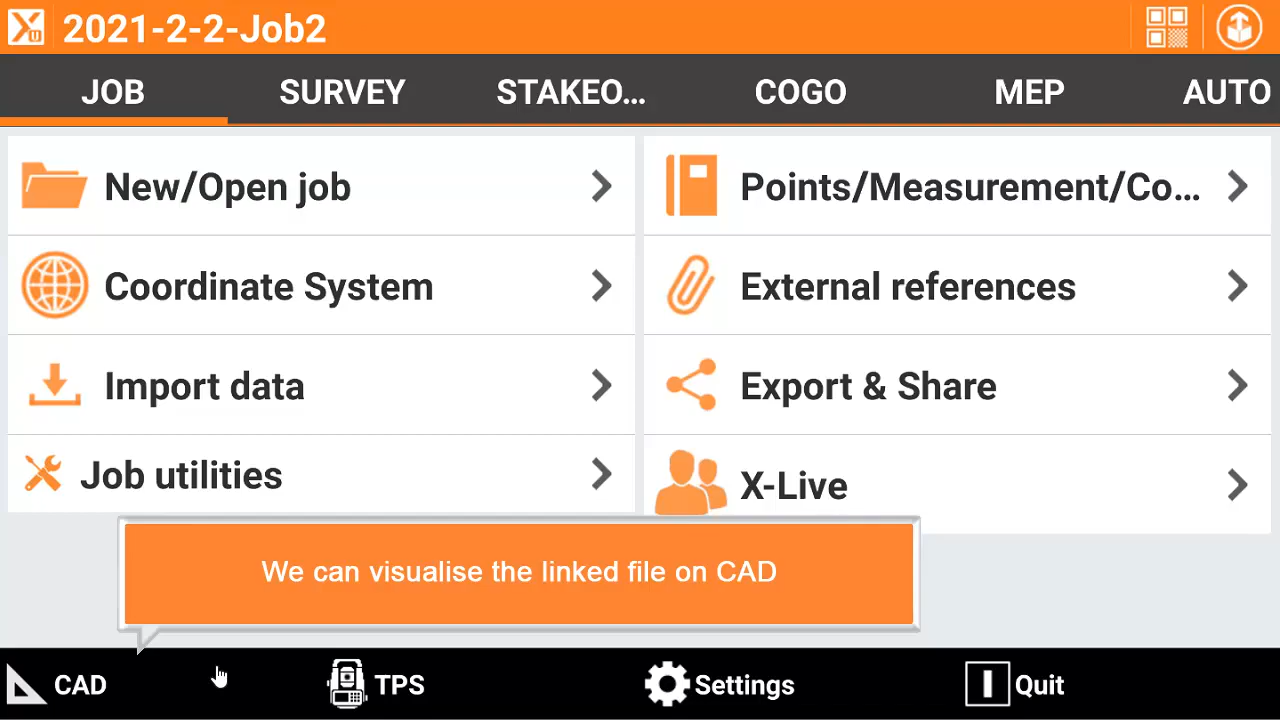 2021-2-2-Job2
JOB SURVEY STAKEO... COGO MEP AUTO
New/Open job
Points/Measurement/Co...
Coordinate System
External references
Import data
Export & Share
Job utilities
X-Live
We can visualise the linked file on CAD
CAD TPS Settings Quit